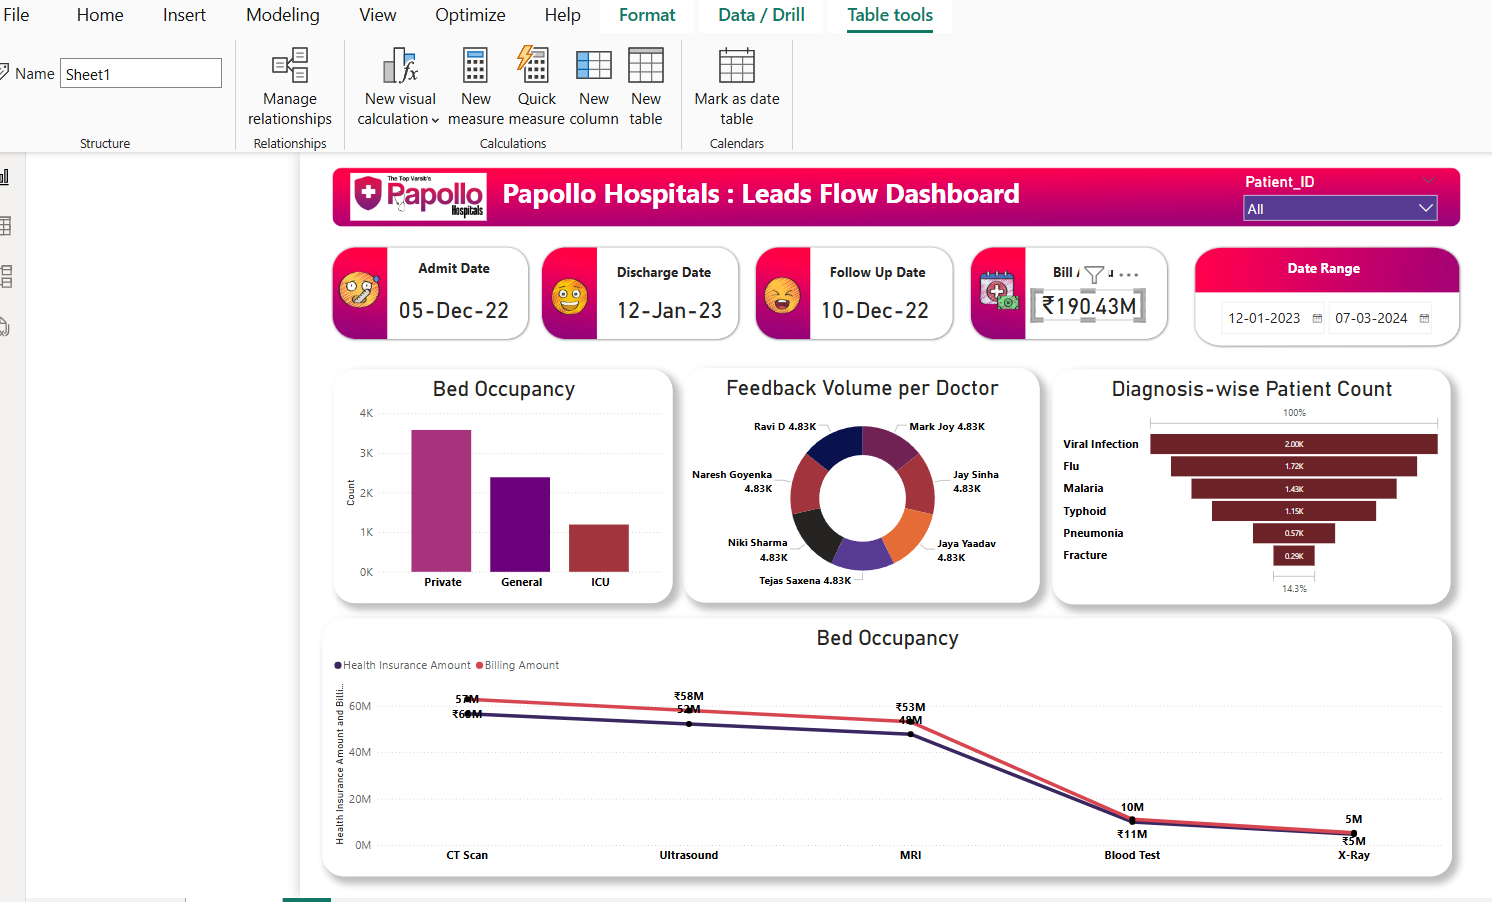 File Home Insert Modeling View Optimize Help Format Data / Drill Table tools
Name Sheet1
Manage relationships
New visual calculation
New measure
Quick measure
New column
New table
Mark as date table
Structure Relationships Calculations Calendars
The Top Varsit's
Papollo
Hospitals
Papollo Hospitals : Leads Flow Dashboard
Patient_ID
All
Admit Date
05-Dec-22
Discharge Date
12-Jan-23
Follow Up Date
10-Dec-22
Bill
₹190.43M
Date Range
12-01-2023 07-03-2024
Bed Occupancy
4K
3K
2K
1K
0K
Count
Private General ICU
Feedback Volume per Doctor
Ravi D 4.83K
Mark Joy 4.83K
Naresh Goyenka
4.83K
Jay Sinha
4.83K
Niki Sharma
4.83K
Jaya Yaadav
4.83K
Tejas Saxena 4.83K
Diagnosis-wise Patient Count
100%
Viral Infection 2.00K
Flu 1.72K
Malaria 1.43K
Typhoid 1.15K
Pneumonia 0.57K
Fracture 0.29K
14.3%
Bed Occupancy
Health Insurance Amount Billing Amount
Health Insurance Amount and Billi...
60M
40M
20M
0M
57M
₹58M
52M
₹53M
48M
10M
₹11M
5M
₹5M
CT Scan Ultrasound MRI Blood Test X-Ray